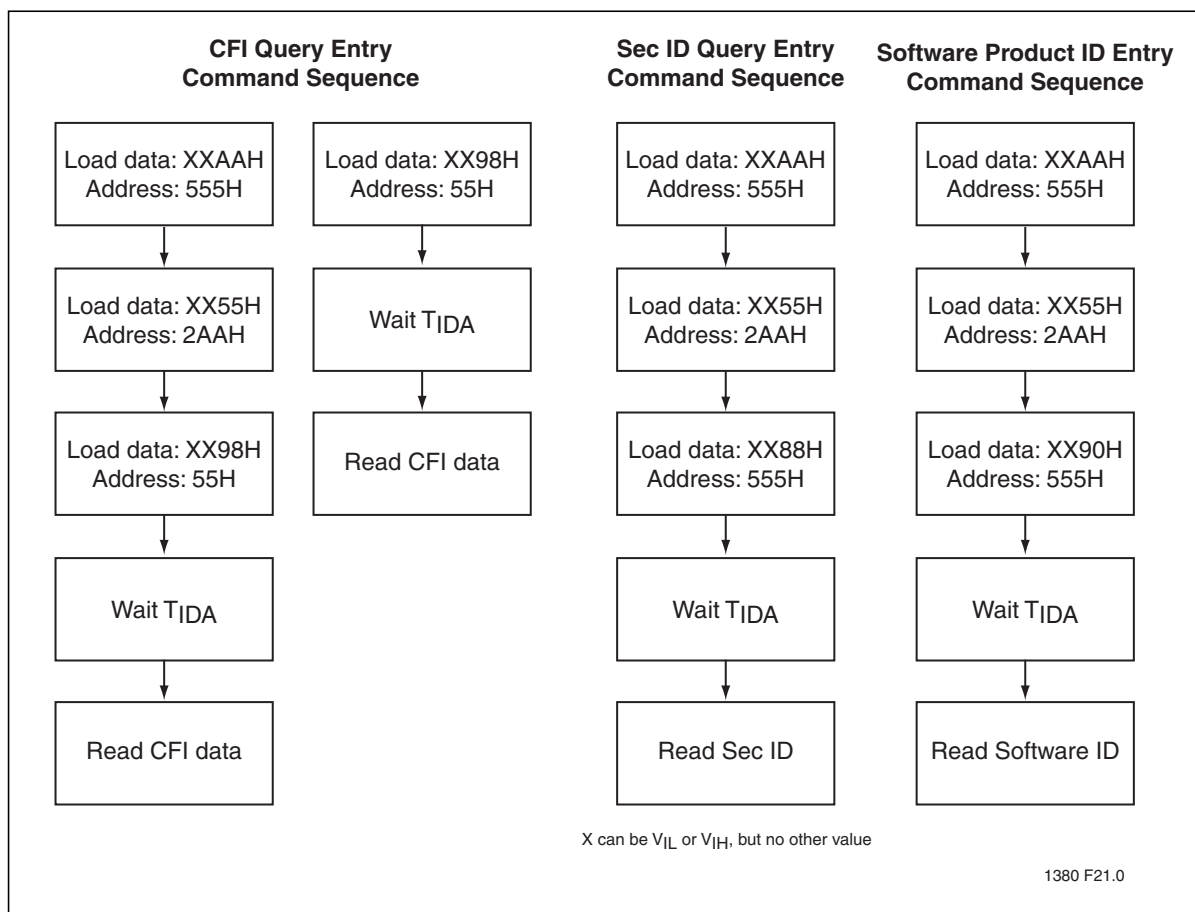 CFI Query Entry
Command Sequence
Load data: XXAAH
Address: 555H
Load data: XX55H
Address: 2AAH
Load data: XX98H
Address: 55H
Wait TIDA
Read CFI data
Load data: XX98H
Address: 55H
Wait TIDA
Read CFI data
Sec ID Query Entry
Command Sequence
Load data: XXAAH
Address: 555H
Load data: XX55H
Address: 2AAH
Load data: XX88H
Address: 555H
Wait TIDA
Read Sec ID
Software Product ID Entry
Command Sequence
Load data: XXAAH
Address: 555H
Load data: XX55H
Address: 2AAH
Load data: XX90H
Address: 555H
Wait TIDA
Read Software ID
X can be VIL or VIH, but no other value
1380 F21.0